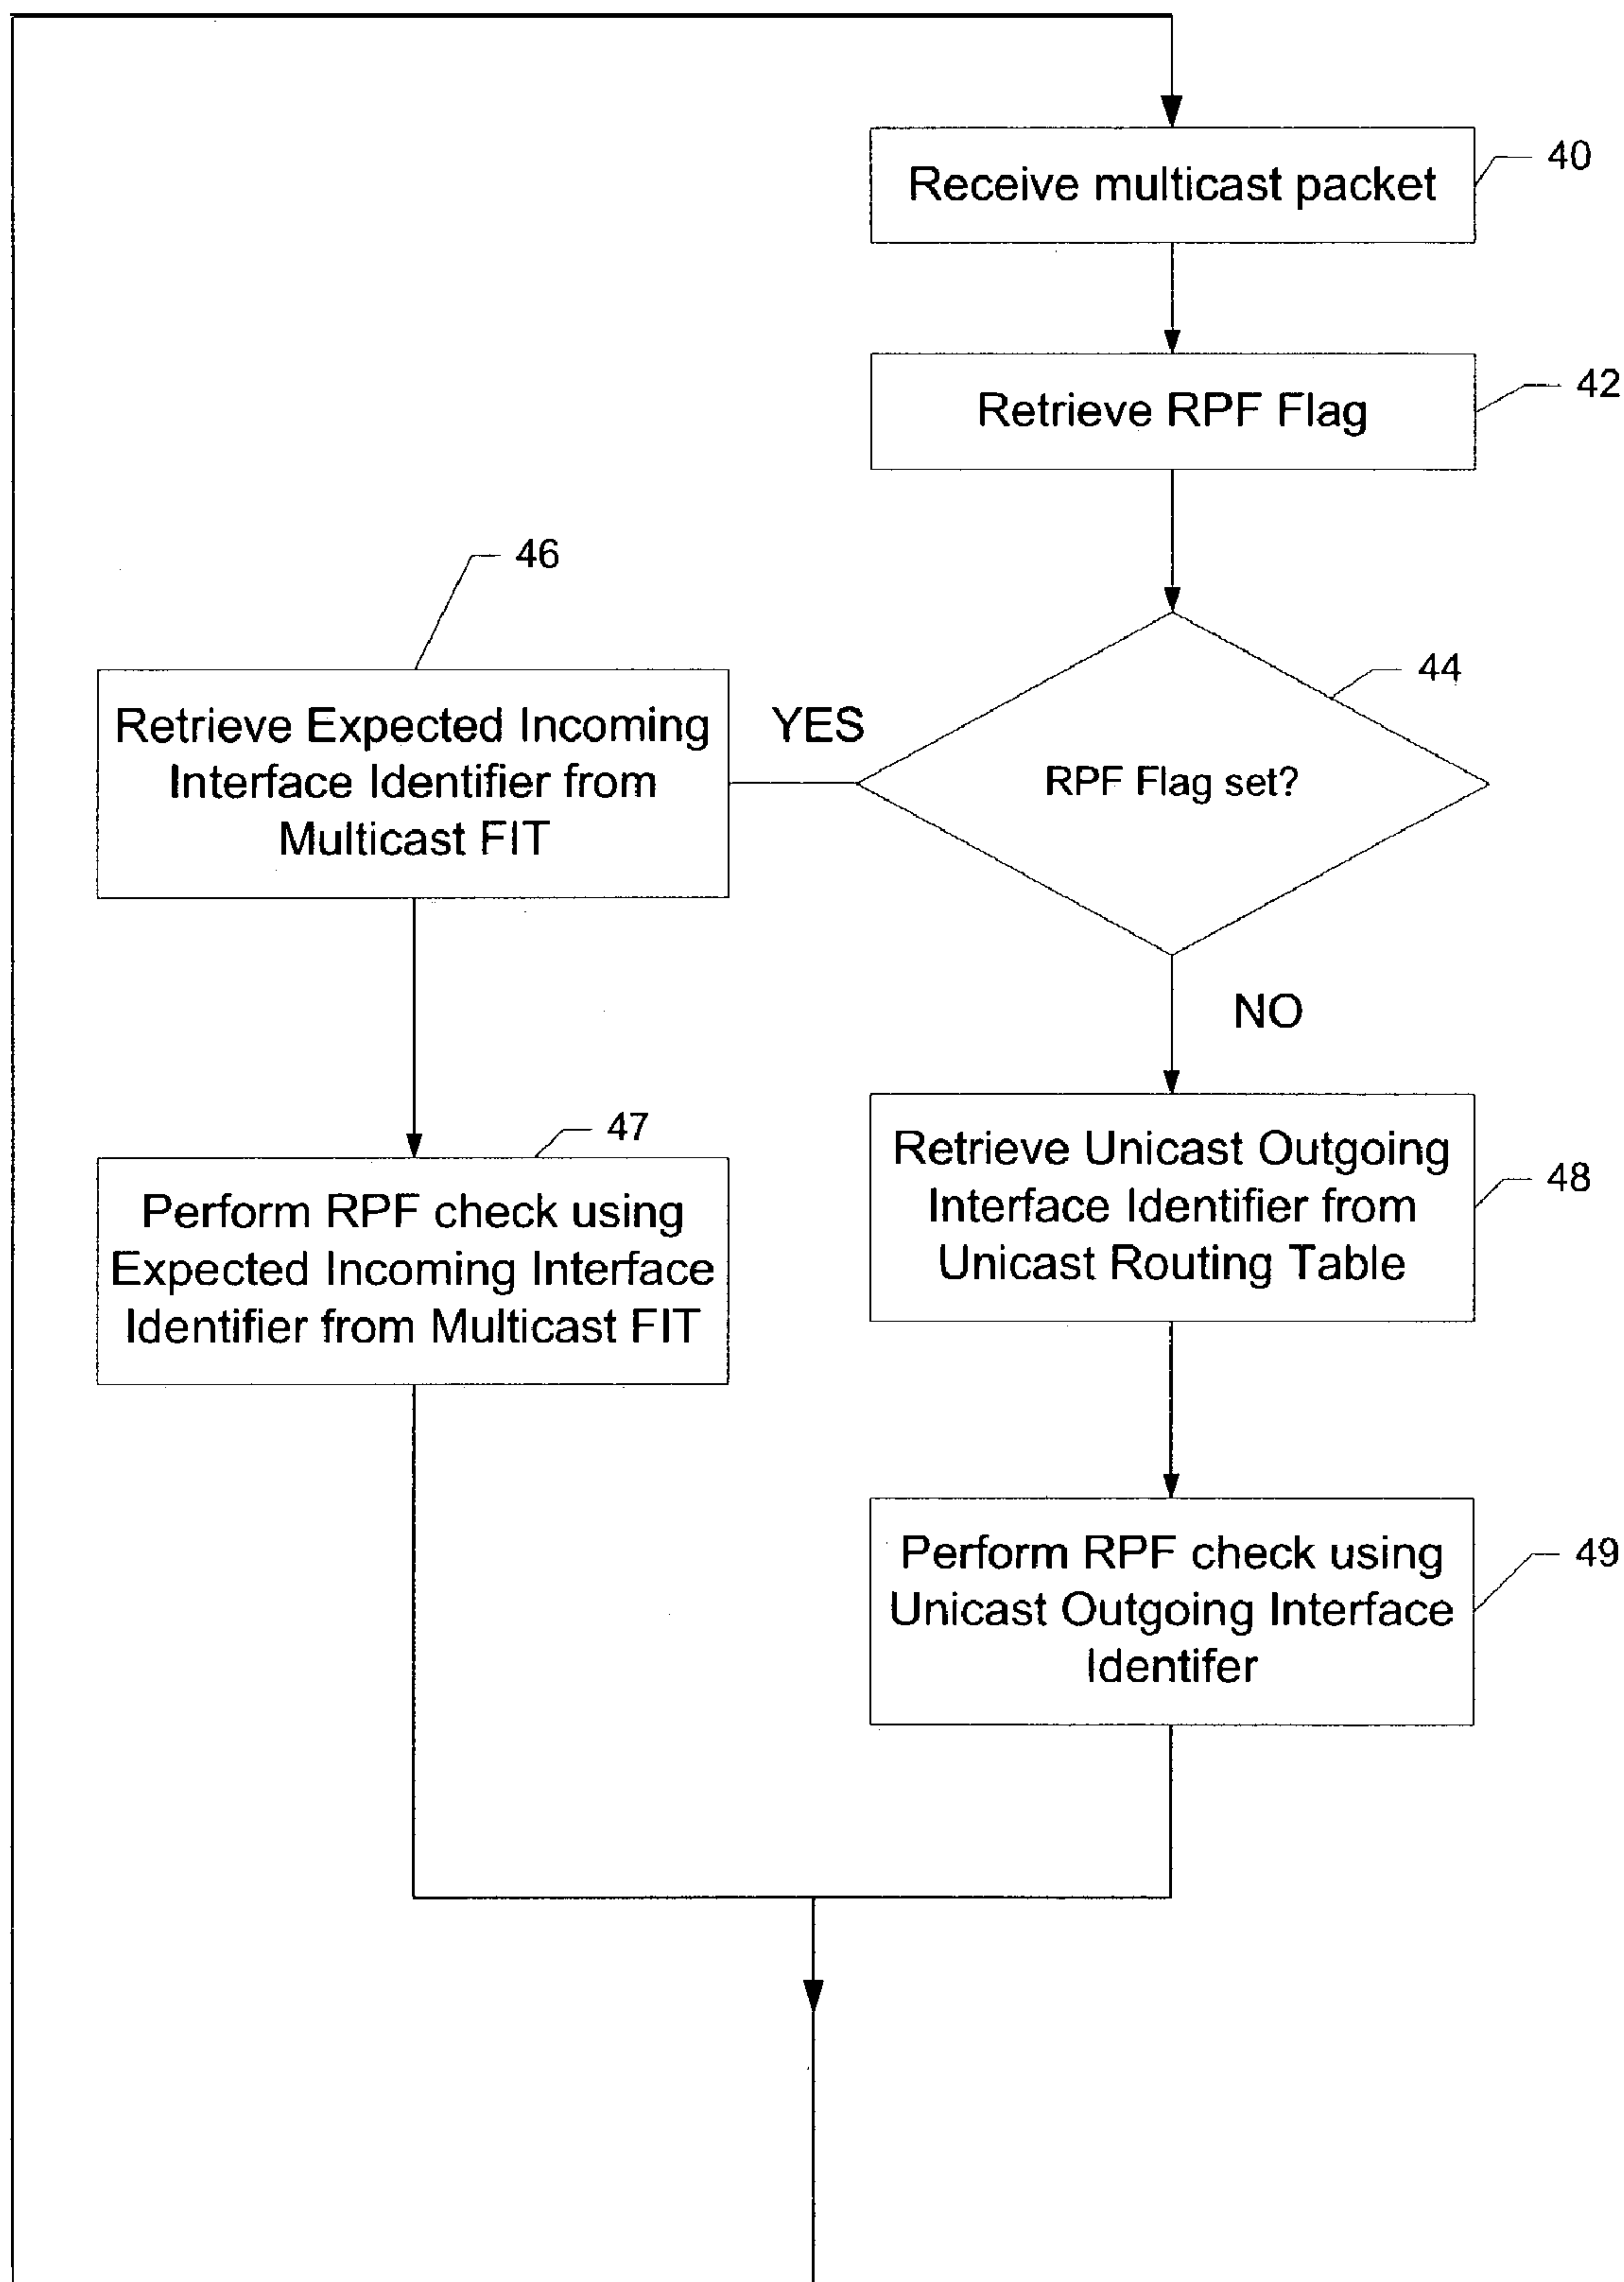 Receive multicast packet
40
Retrieve RPF Flag
42
46
44
Retrieve Expected Incoming
Interface Identifier from
Multicast FIT
YES
RPF Flag set?
NO
47
Perform RPF check using
Expected Incoming Interface
Identifier from Multicast FIT
Retrieve Unicast Outgoing
Interface Identifier from
Unicast Routing Table
48
Perform RPF check using
Unicast Outgoing Interface
Identifer
49